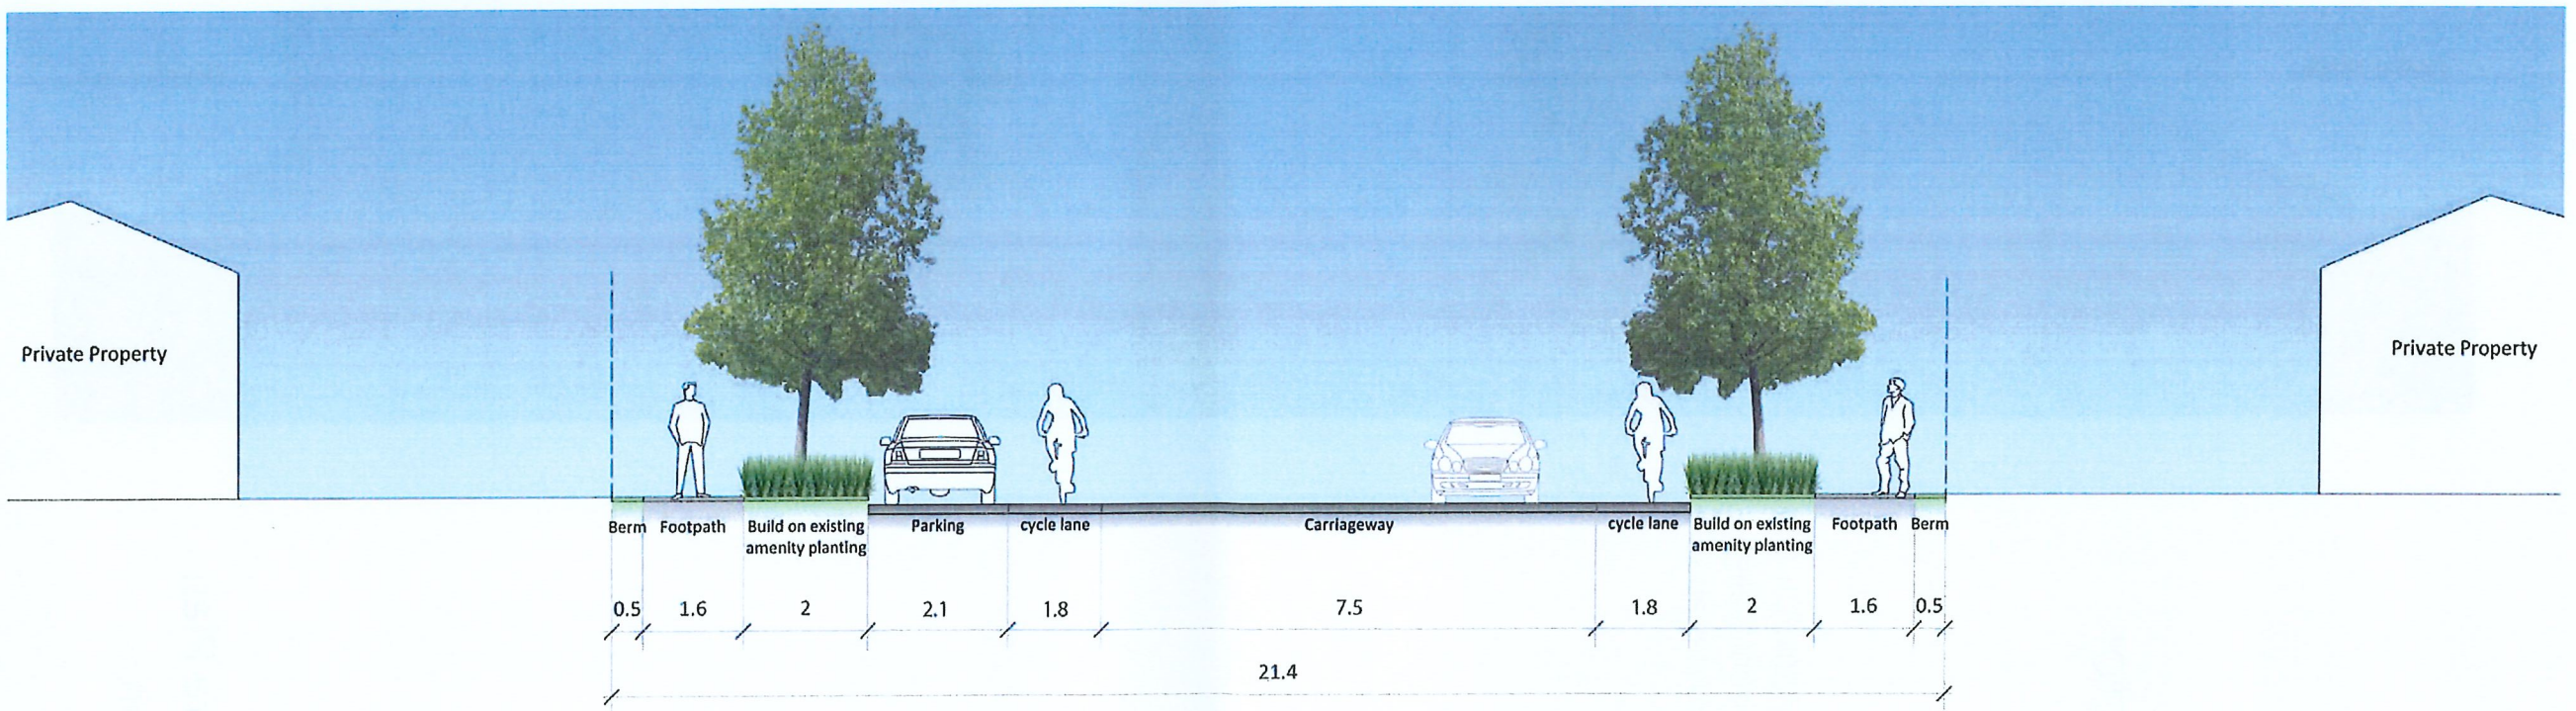 Private Property
Private Property
Berm Footpath Build on existing Parking cycle lane Carriageway cycle lane Build on existing Footpath Berm
amenity planting amenity planting
0.5 1.6 2 2.1 1.8 7.5 1.8 2 1.6 0.5
21.4